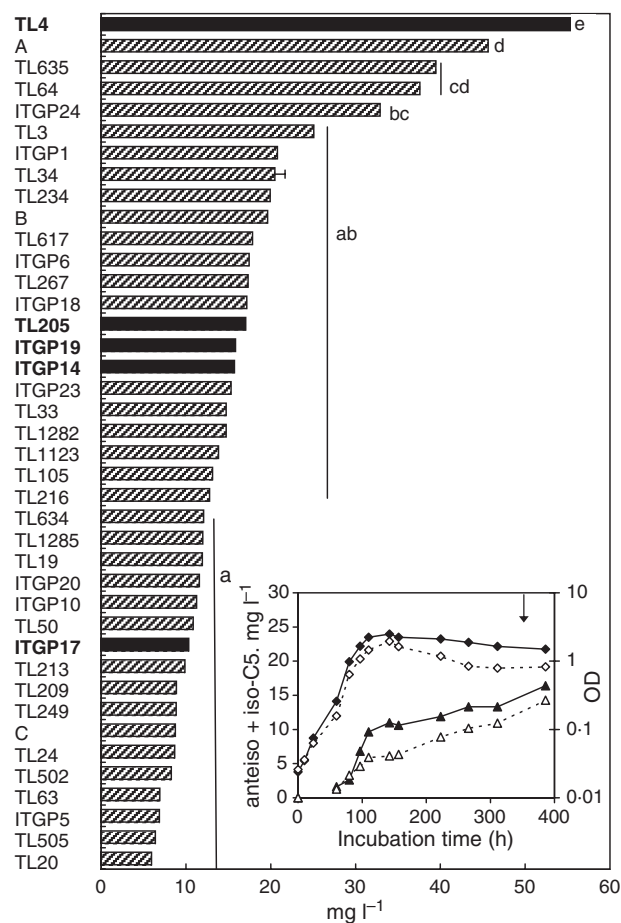 TL4
e
A
d
TL635
TL64
cd
ITGP24
bc
TL3
ITGP1
TL34
TL234
B
TL617
ab
ITGP6
TL267
ITGP18
TL205
ITGP19
ITGP14
ITGP23
TL33
TL1282
TL1123
TL105
TL216
TL634
TL1285
TL19
a
ITGP20
ITGP10
TL50
ITGP17
TL213
TL209
TL249
C
TL24
TL502
TL63
ITGP5
TL505
TL20
0 10 20 30 40 50 60
mg l⁻¹
anteiso + iso-C5. mg l⁻¹
30
25
20
15
10
5
0
10
1
0·1
0·01
OD
0 100 200 300 400
Incubation time (h)